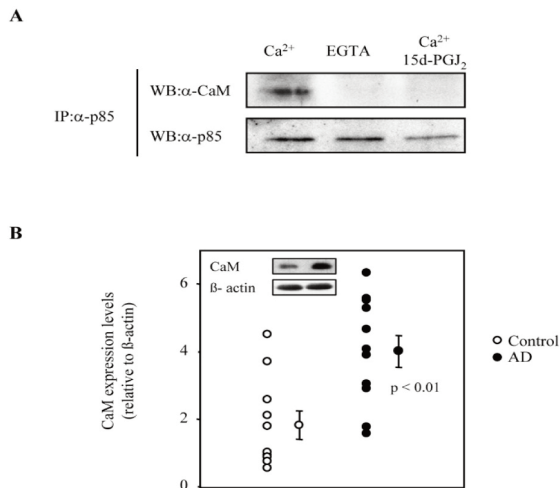 A
Ca²⁺ EGTA Ca²⁺
15d-PGJ₂
IP:α-p85
WB:α-CaM
WB:α-p85
B
CaM
ß- actin
CaM expression levels
(relative to ß-actin)
6
4
2
0
p < 0.01
Control
AD